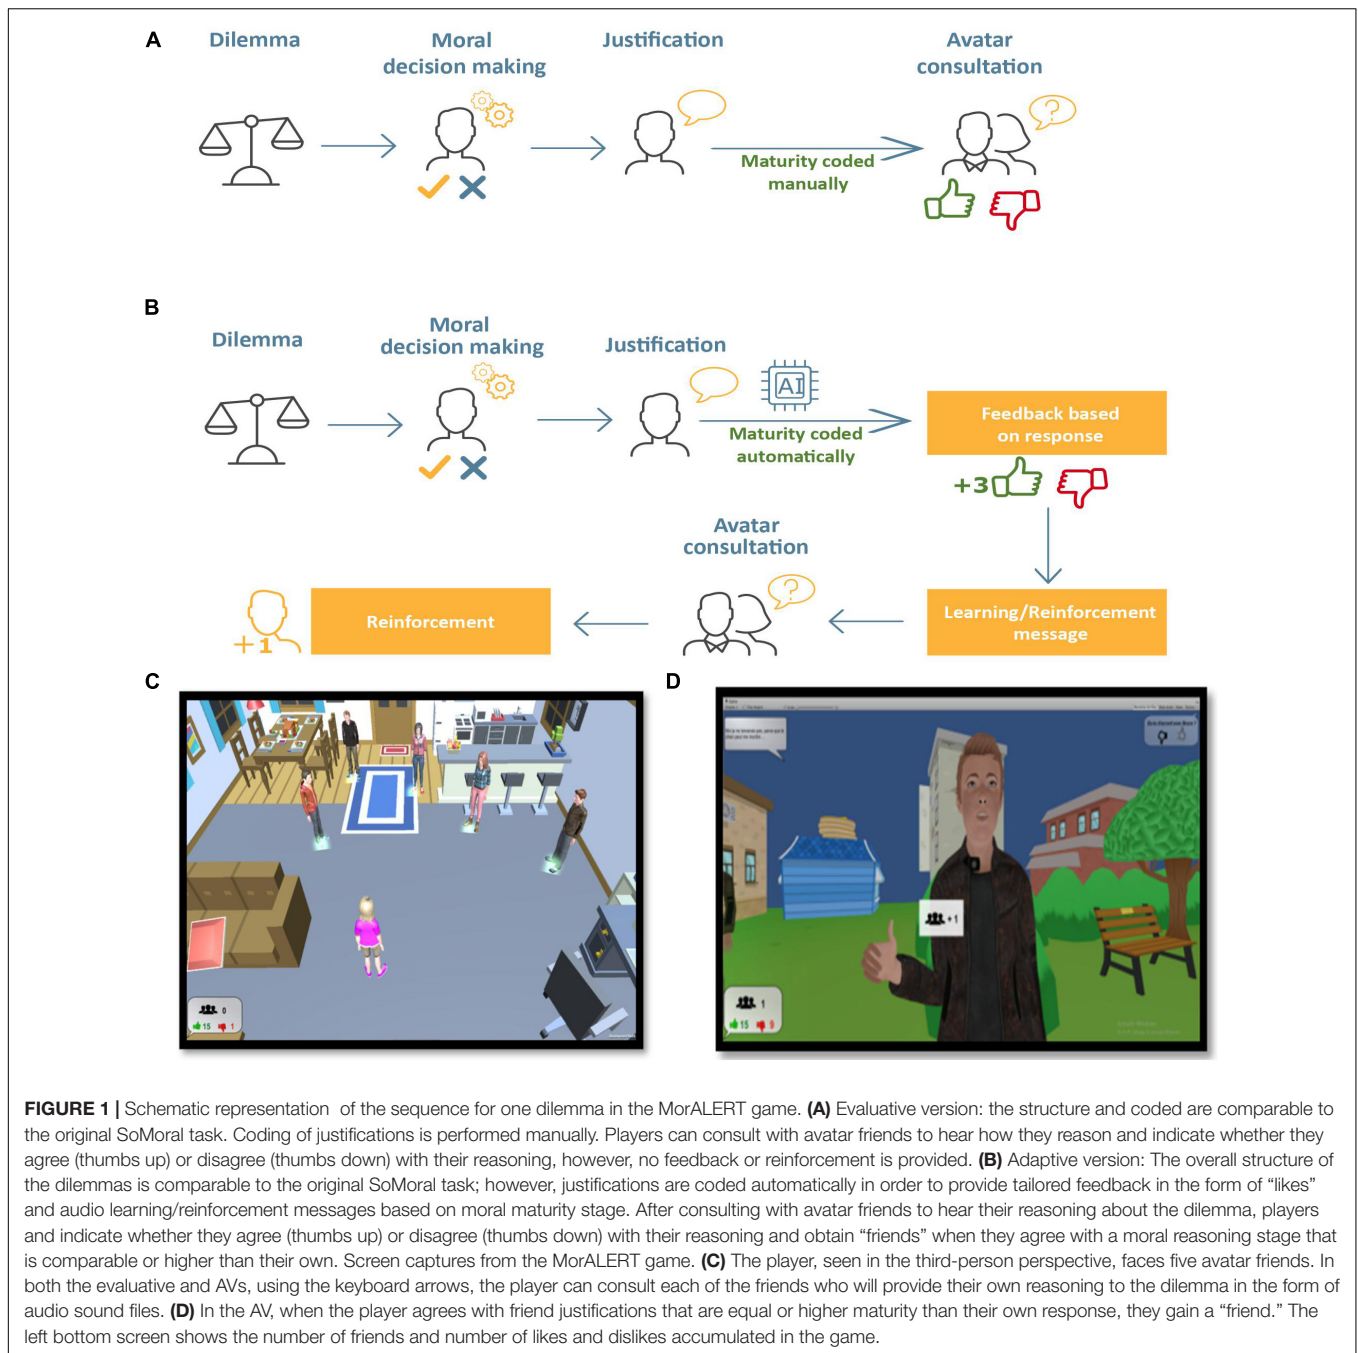 A
Dilemma
Moral
decision making
Justification
Avatar
consultation
?
Maturity coded
manually
B
Dilemma
Moral
decision making
Justification
AI
Maturity coded
automatically
Feedback based
on response
+3
Avatar
consultation
?
Learning/Reinforcement
message
Reinforcement
+1
C
D
0
15 1
+1
1
15 9
FIGURE 1 | Schematic representation of the sequence for one dilemma in the MorALERT game. (A) Evaluative version: the structure and coded are comparable to
the original SoMoral task. Coding of justifications is performed manually. Players can consult with avatar friends to hear how they reason and indicate whether they
agree (thumbs up) or disagree (thumbs down) with their reasoning, however, no feedback or reinforcement is provided. (B) Adaptive version: The overall structure of
the dilemmas is comparable to the original SoMoral task; however, justifications are coded automatically in order to provide tailored feedback in the form of “likes”
and audio learning/reinforcement messages based on moral maturity stage. After consulting with avatar friends to hear their reasoning about the dilemma, players
and indicate whether they agree (thumbs up) or disagree (thumbs down) with their reasoning and obtain “friends” when they agree with a moral reasoning stage that
is comparable or higher than their own. Screen captures from the MorALERT game. (C) The player, seen in the third-person perspective, faces five avatar friends. In
both the evaluative and AVs, using the keyboard arrows, the player can consult each of the friends who will provide their own reasoning to the dilemma in the form of
audio sound files. (D) In the AV, when the player agrees with friend justifications that are equal or higher maturity than their own response, they gain a “friend.” The
left bottom screen shows the number of friends and number of likes and dislikes accumulated in the game.